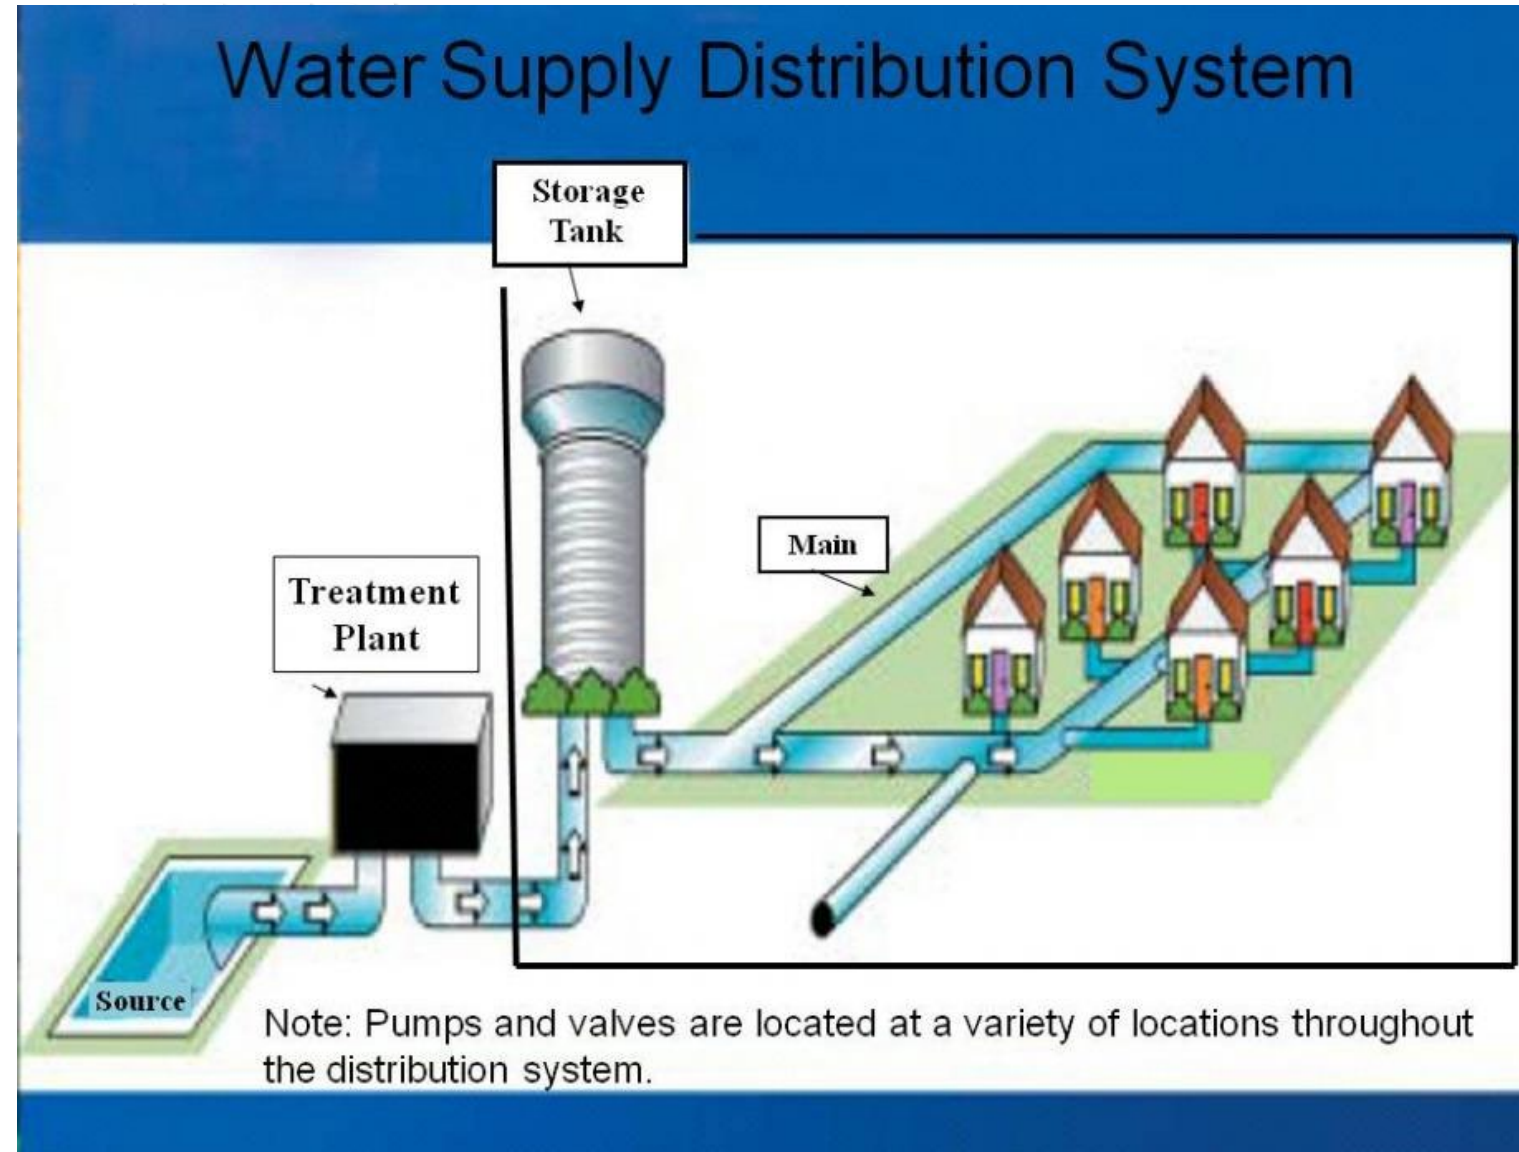 Water Supply Distribution System
Storage
Tank
Main
Treatment
Plant
Source
Note: Pumps and valves are located at a variety of locations throughout
the distribution system.